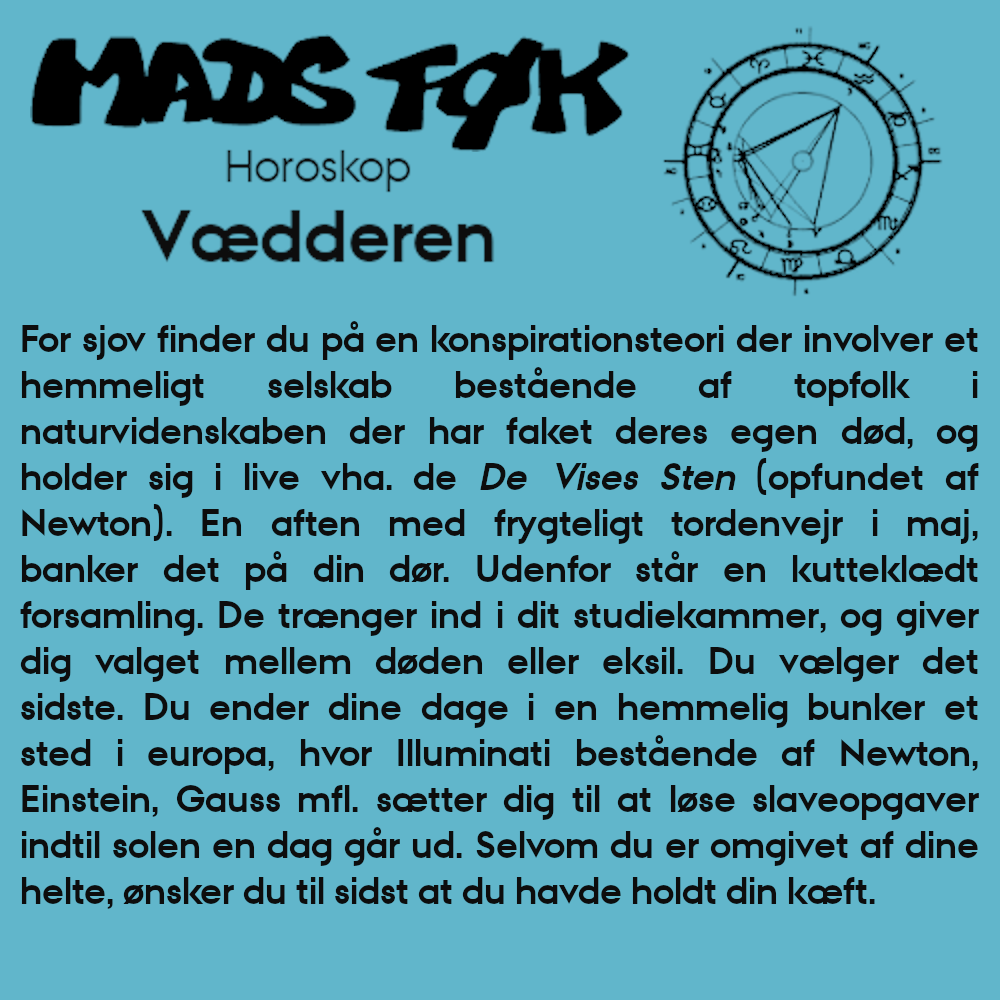 MADS FØK
Horoskop
Vædderen
For sjov finder du på en konspirationsteori der involver et
hemmeligt selskab bestående af topfolk i
naturvidenskaben der har faket deres egen død, og
holder sig i live vha. de De Vises Sten (opfundet af
Newton). En aften med frygteligt tordenvejr i maj,
banker det på din dør. Udenfor står en kutteklædt
forsamling. De trænger ind i dit studiekammer, og giver
dig valget mellem døden eller eksil. Du vælger det
sidste. Du ender dine dage i en hemmelig bunker et
sted i europa, hvor Illuminati bestående af Newton,
Einstein, Gauss mfl. sætter dig til at løse slaveopgaver
indtil solen en dag går ud. Selvom du er omgivet af dine
helte, ønsker du til sidst at du havde holdt din kæft.